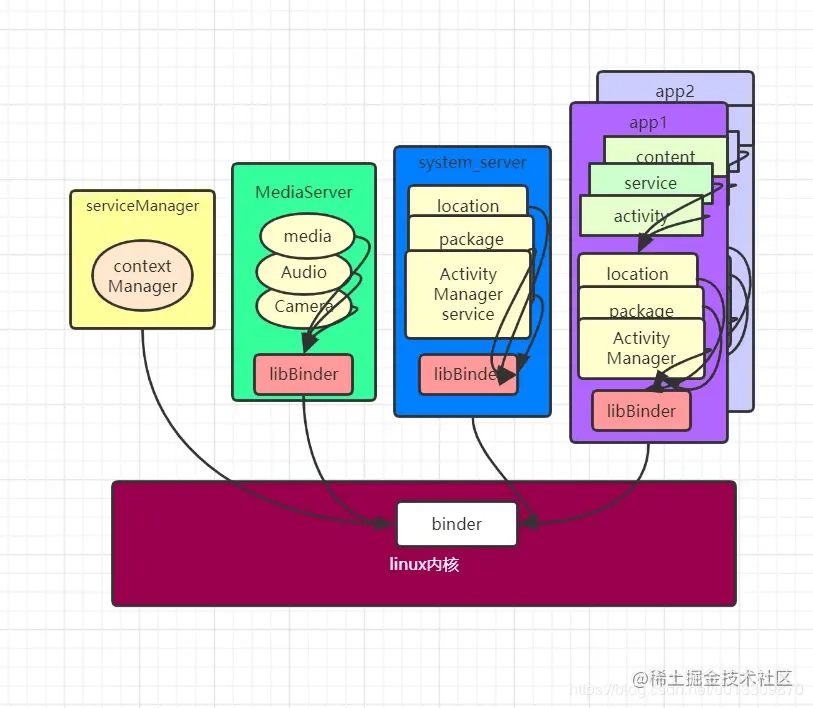 app2
app1
content
service
activity
system_server
location
package
Activity
Manager
service
libBinder
MediaServer
media
Audio
Camera
libBinder
serviceManager
context
Manager
location
package
Activity
Manager
libBinder
binder
linux内核
@稀土掘金技术社区